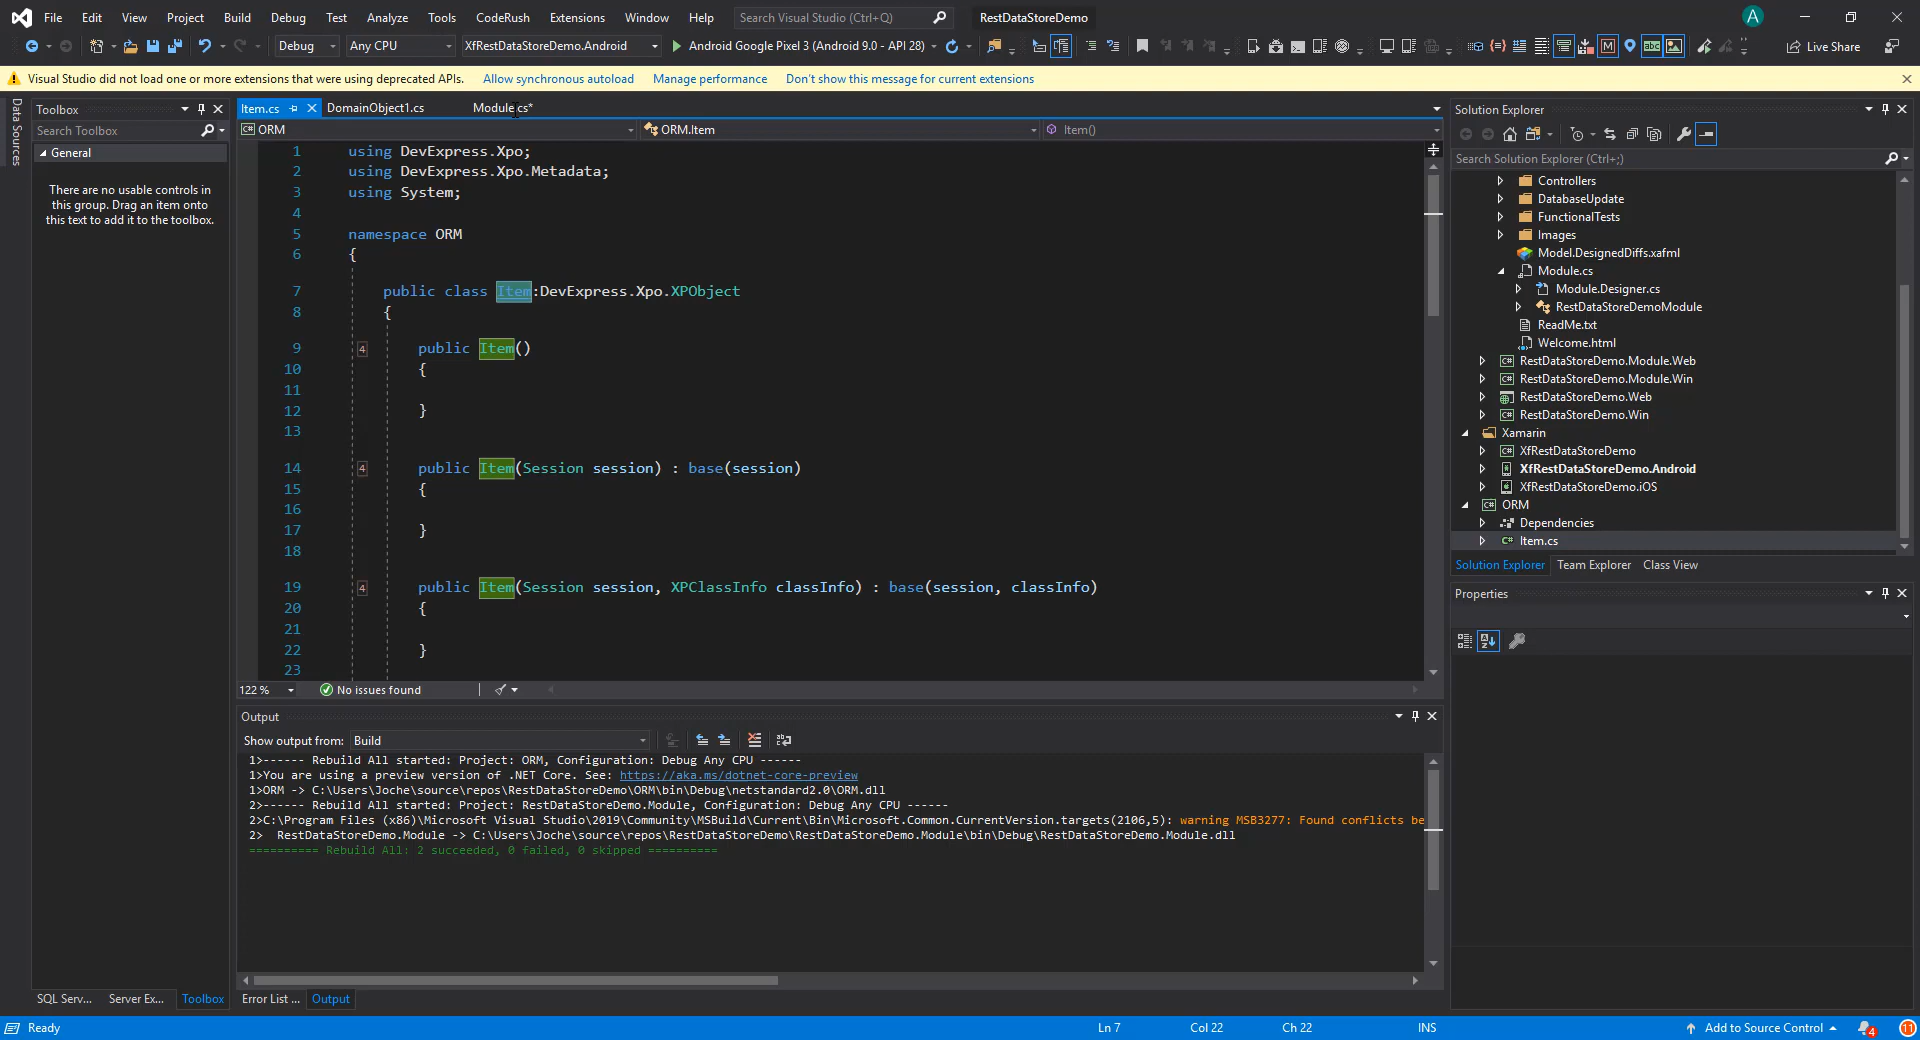 File Edit View Project Build Debug Test Analyze Tools CodeRush Extensions Window Help Search Visual Studio (Ctrl+Q) RestDataStoreDemo A
Debug Any CPU XfRestDataStoreDemo.Android Android Google Pixel 3 (Android 9.0 - API 28) Live Share
Visual Studio did not load one or more extensions that were using deprecated APIs. Allow synchronous autoload Manage performance Don't show this message for current extensions
Data Sources
Toolbox
Search Toolbox
General
There are no usable controls in
this group. Drag an item onto
this text to add it to the toolbox.
SQL Serv... Server Ex... Toolbox
Item.cs DomainObject1.cs Module.cs*
ORM ORM.Item Item()
1 using DevExpress.Xpo;
2 using DevExpress.Xpo.Metadata;
3 using System;
4
5 namespace ORM
6 {
7 public class Item:DevExpress.Xpo.XPObject
8 {
9 4 public Item()
10 {
11
12 }
13
14 4 public Item(Session session) : base(session)
15 {
16
17 }
18
19 4 public Item(Session session, XPClassInfo classInfo) : base(session, classInfo)
20 {
21
22 }
23
122 % No issues found
Output
Show output from: Build
1>------ Rebuild All started: Project: ORM, Configuration: Debug Any CPU ------
1>You are using a preview version of .NET Core. See: https://aka.ms/dotnet-core-preview
1>ORM -> C:\Users\Joche\source\repos\RestDataStoreDemo\ORM\bin\Debug\netstandard2.0\ORM.dll
2>------ Rebuild All started: Project: RestDataStoreDemo.Module, Configuration: Debug Any CPU ------
2>C:\Program Files (x86)\Microsoft Visual Studio\2019\Community\MSBuild\Current\Bin\Microsoft.Common.CurrentVersion.targets(2106,5): warning MSB3277: Found conflicts be
2> RestDataStoreDemo.Module -> C:\Users\Joche\source\repos\RestDataStoreDemo\RestDataStoreDemo.Module\bin\Debug\RestDataStoreDemo.Module.dll
========== Rebuild All: 2 succeeded, 0 failed, 0 skipped ==========
Error List ... Output
Solution Explorer
Search Solution Explorer (Ctrl+;)
Controllers
DatabaseUpdate
FunctionalTests
Images
Model.DesignedDiffs.xafml
Module.cs
Module.Designer.cs
RestDataStoreDemoModule
ReadMe.txt
Welcome.html
RestDataStoreDemo.Module.Web
RestDataStoreDemo.Module.Win
RestDataStoreDemo.Web
RestDataStoreDemo.Win
Xamarin
XfRestDataStoreDemo
XfRestDataStoreDemo.Android
XfRestDataStoreDemo.iOS
ORM
Dependencies
Item.cs
Solution Explorer Team Explorer Class View
Properties
Ready Ln 7 Col 22 Ch 22 INS Add to Source Control 4 11